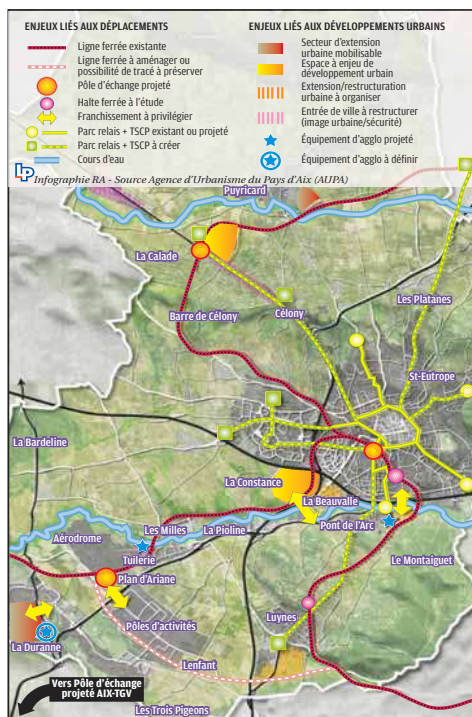 ENJEUX LIÉS AUX DÉPLACEMENTS
Ligne ferrée existante
Ligne ferrée à aménager ou
possibilité de tracé à préserver
Pôle d'échange projeté
Halte ferrée à l'étude
Franchissement à privilégier
Parc relais + TSCP existant ou projeté
Parc relais + TSCP à créer
Cours d'eau
ENJEUX LIÉS AUX DÉVELOPPEMENTS URBAINS
Secteur d'extension
urbaine mobilisable
Espace à enjeu de
développement urbain
Extension/restructuration
urbaine à organiser
Entrée de ville à restructurer
(image urbaine/sécurité)
Équipement d'agglo projeté
Équipement d'agglo à définir
LP
Infographie RA - Source Agence d'Urbanisme du Pays d'Aix (AUPA)
Puyricard
La Calade
Les Platanes
Barre de Célony
Célony
St-Eutrope
La Bardeline
La Constance
La Beauvalle
Les Milles
La Pioline
Pont de l'Arc
Aérodrome
Tuilerie
Le Montaiguet
Plan d'Ariane
Pôles d'activités
Luynes
La Duranne
Lenfant
Vers Pôle d'échange
projeté AIX-TGV
Les Trois Pigeons